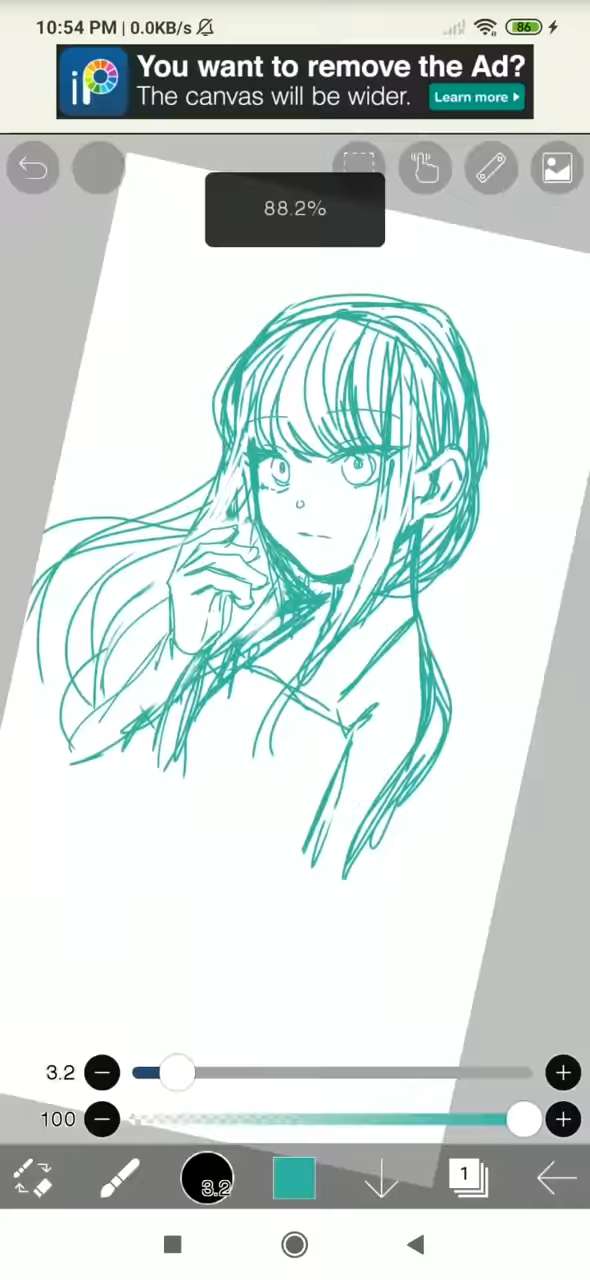 10:54 PM | 0.0KB/s
86
iP
You want to remove the Ad?
The canvas will be wider.
Learn more
88.2%
3.2
100
3.2
1